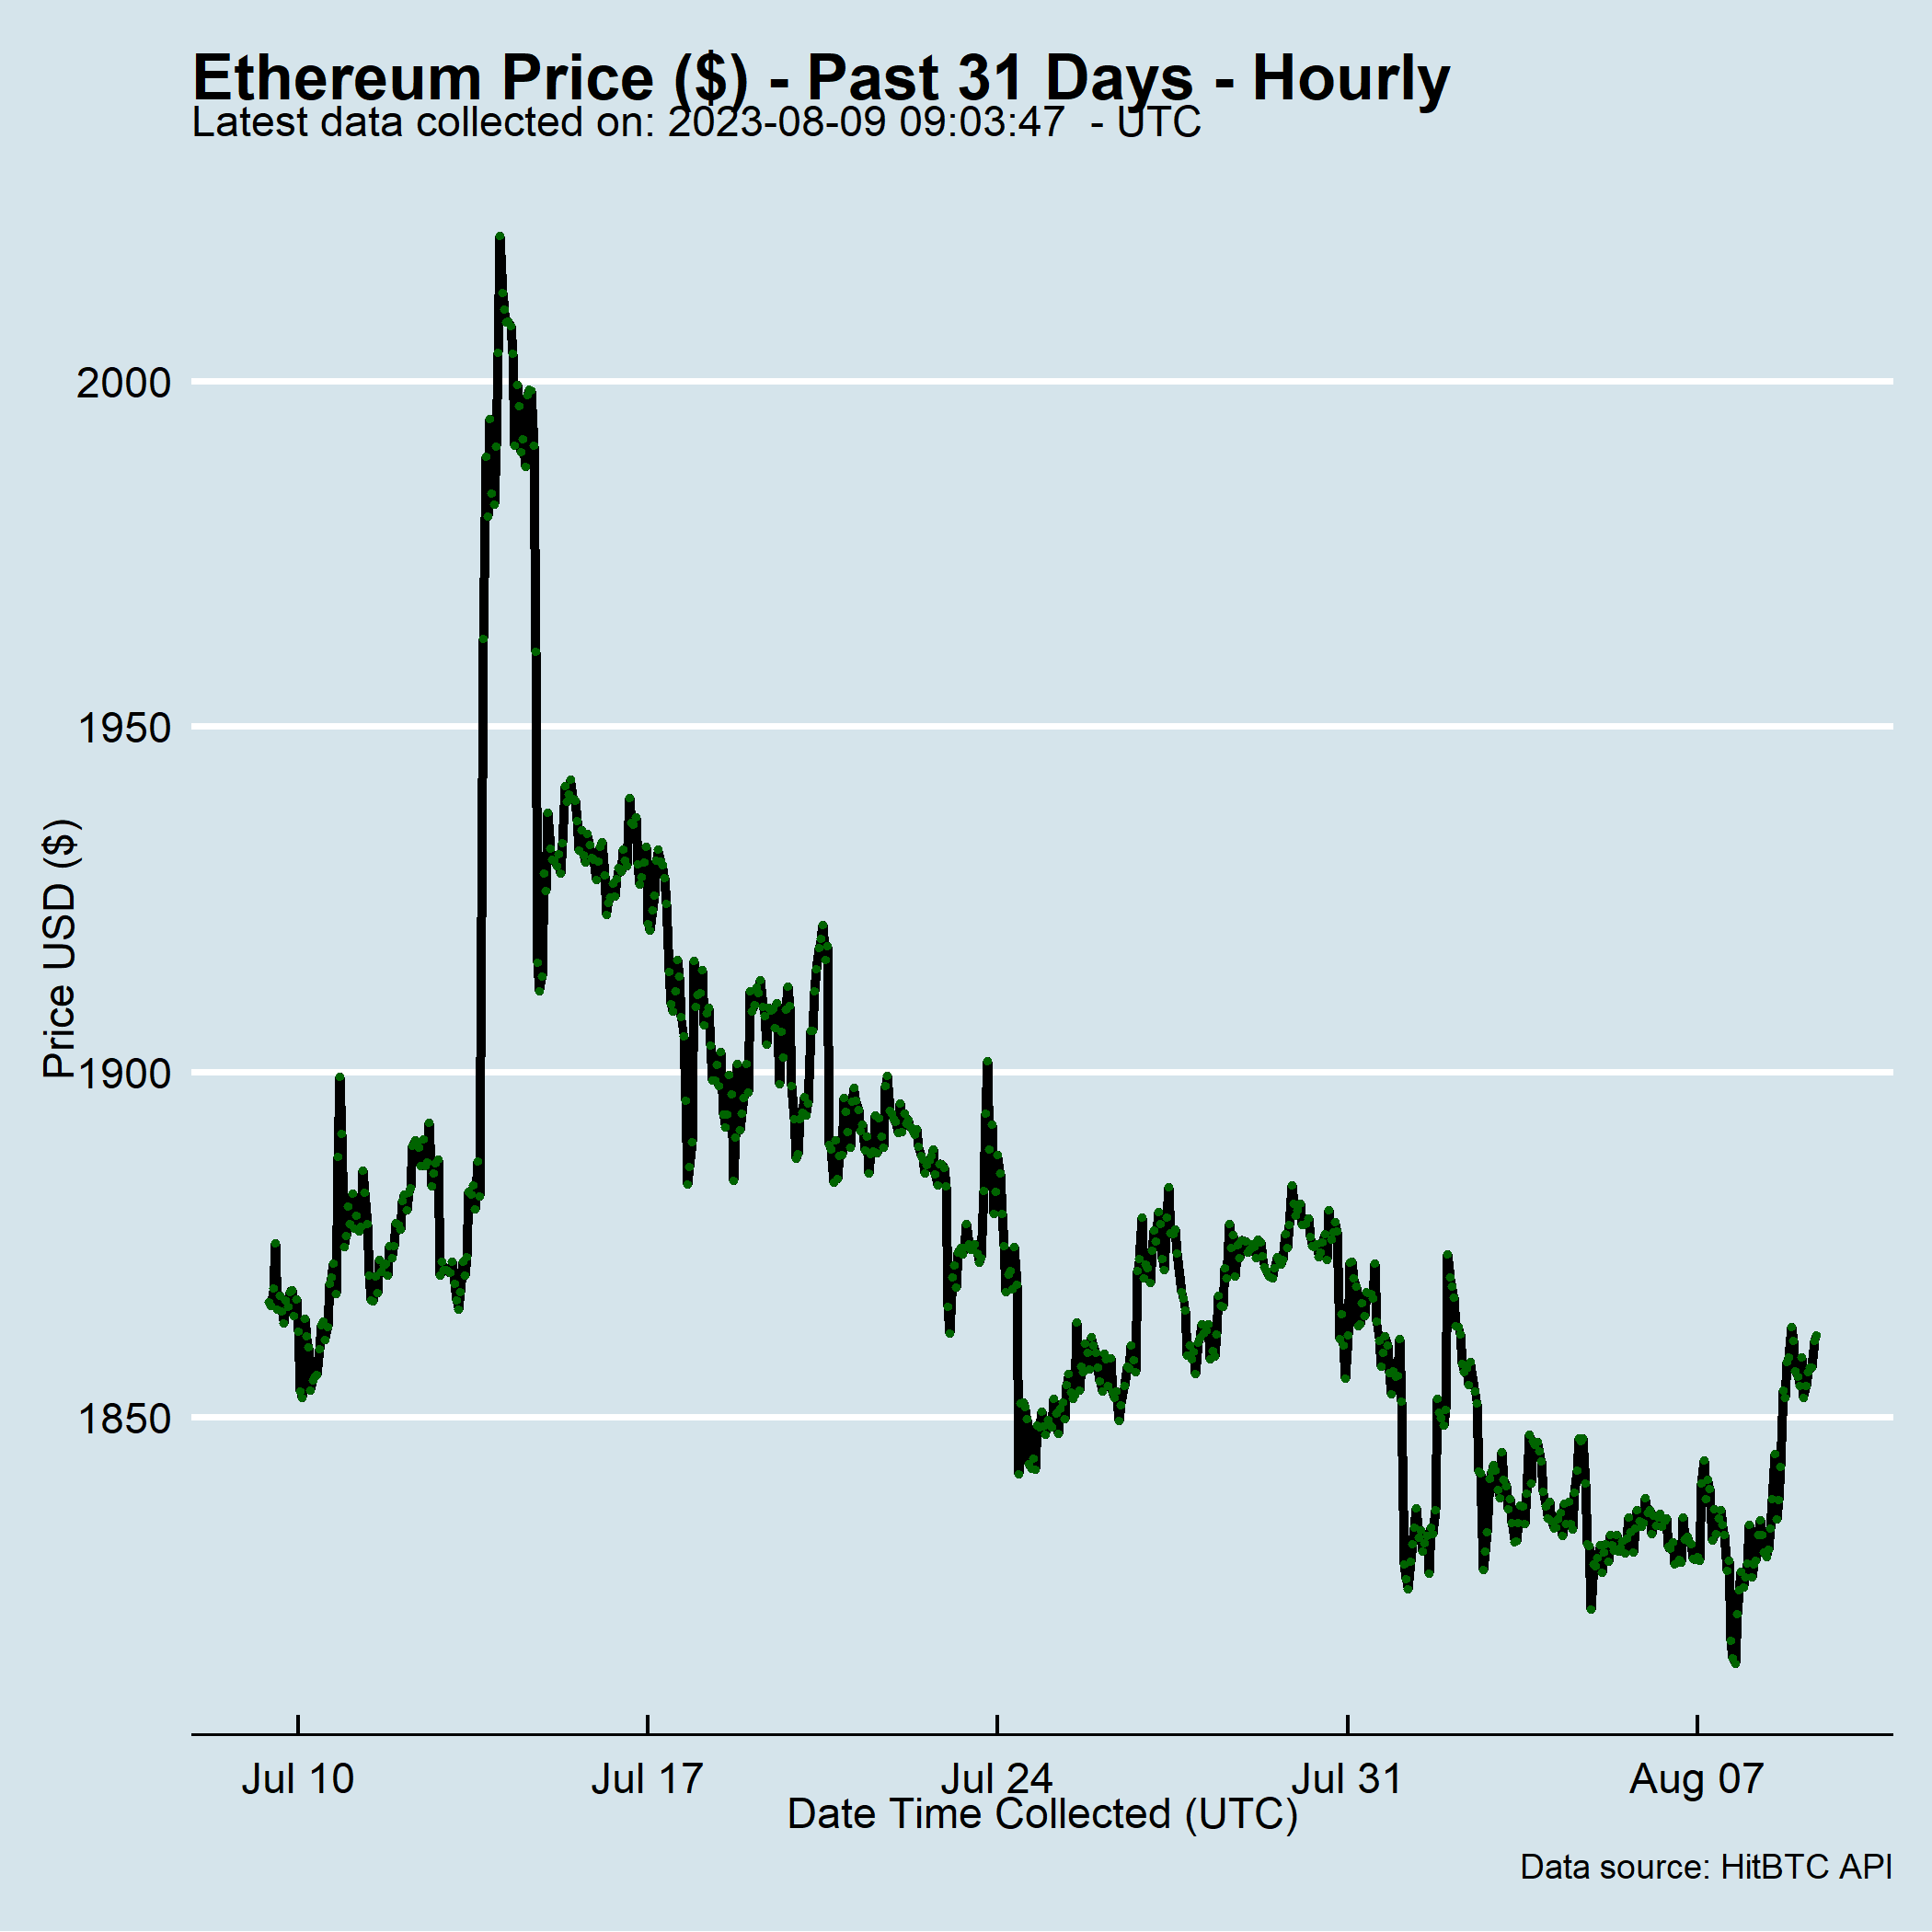 Ethereum Price ($) - Past 31 Days - Hourly
Latest data collected on: 2023-08-09 09:03:47  - UTC
2000
1950
1900
1850
Price USD ($)
Jul 10
Jul 17
Jul 24
Jul 31
Aug 07
Date Time Collected (UTC)
Data source: HitBTC API